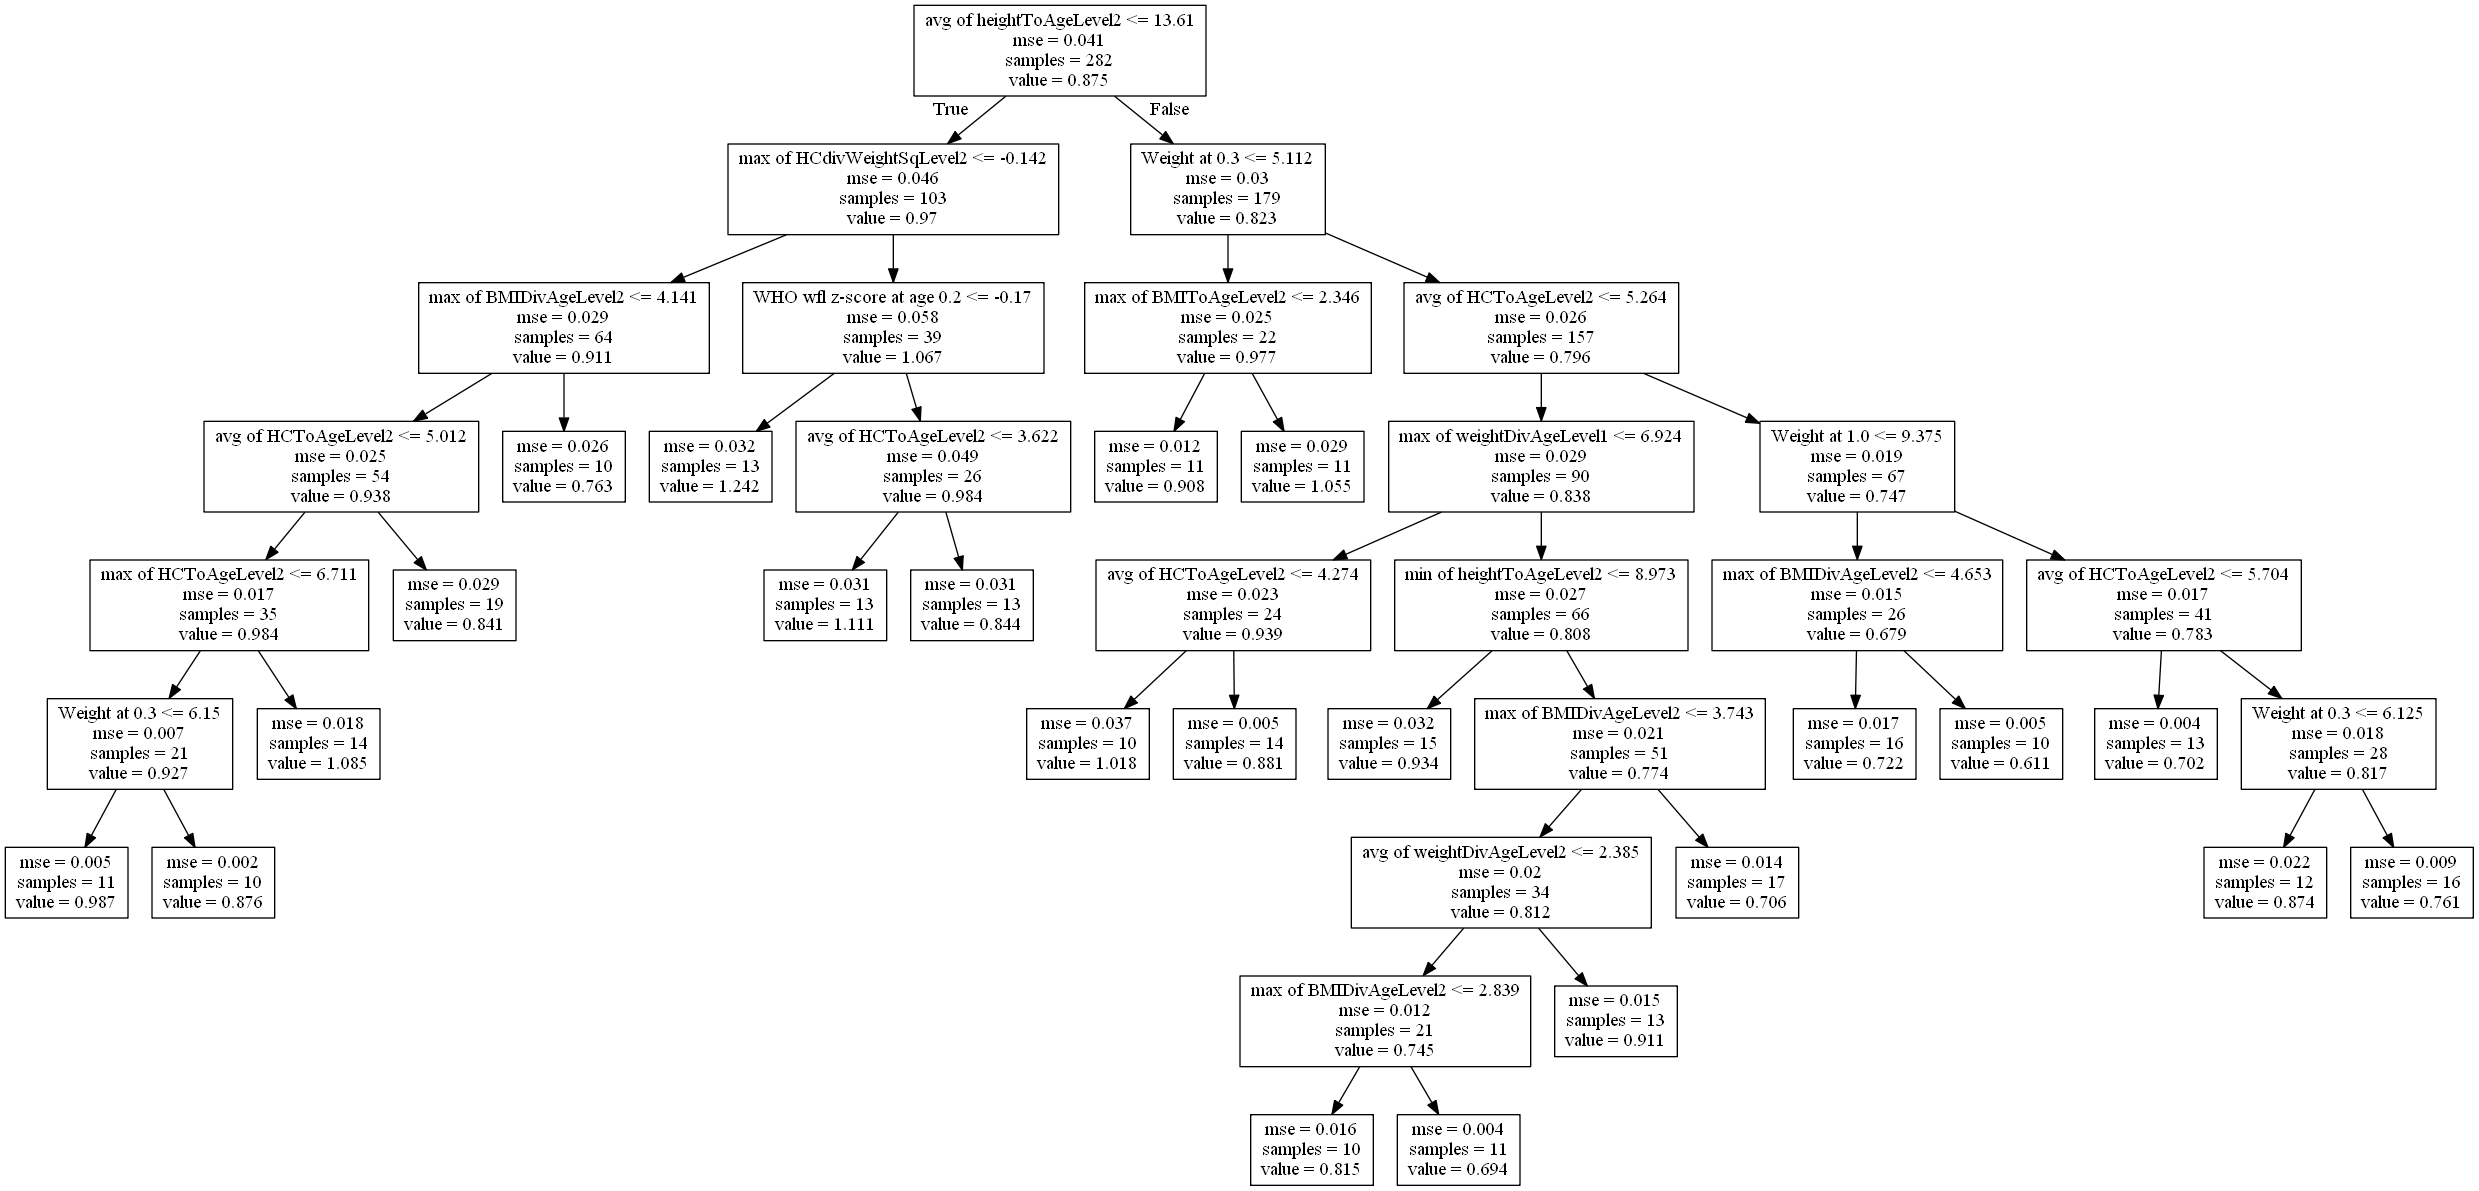 avg of heightToAgeLevel2 <= 13.61
mse = 0.041
samples = 282
value = 0.875
True
False
max of HCdivWeightSqLevel2 <= -0.142
mse = 0.046
samples = 103
value = 0.97
Weight at 0.3 <= 5.112
mse = 0.03
samples = 179
value = 0.823
max of BMIDivAgeLevel2 <= 4.141
mse = 0.029
samples = 64
value = 0.911
WHO wfl z-score at age 0.2 <= -0.17
mse = 0.058
samples = 39
value = 1.067
max of BMIToAgeLevel2 <= 2.346
mse = 0.025
samples = 22
value = 0.977
avg of HCToAgeLevel2 <= 5.264
mse = 0.026
samples = 157
value = 0.796
avg of HCToAgeLevel2 <= 5.012
mse = 0.025
samples = 54
value = 0.938
mse = 0.026
samples = 10
value = 0.763
mse = 0.032
samples = 13
value = 1.242
avg of HCToAgeLevel2 <= 3.622
mse = 0.049
samples = 26
value = 0.984
mse = 0.012
samples = 11
value = 0.908
mse = 0.029
samples = 11
value = 1.055
max of weightDivAgeLevel1 <= 6.924
mse = 0.029
samples = 90
value = 0.838
Weight at 1.0 <= 9.375
mse = 0.019
samples = 67
value = 0.747
max of HCToAgeLevel2 <= 6.711
mse = 0.017
samples = 35
value = 0.984
mse = 0.029
samples = 19
value = 0.841
mse = 0.031
samples = 13
value = 1.111
mse = 0.031
samples = 13
value = 0.844
avg of HCToAgeLevel2 <= 4.274
mse = 0.023
samples = 24
value = 0.939
min of heightToAgeLevel2 <= 8.973
mse = 0.027
samples = 66
value = 0.808
max of BMIDivAgeLevel2 <= 4.653
mse = 0.015
samples = 26
value = 0.679
avg of HCToAgeLevel2 <= 5.704
mse = 0.017
samples = 41
value = 0.783
Weight at 0.3 <= 6.15
mse = 0.007
samples = 21
value = 0.927
mse = 0.018
samples = 14
value = 1.085
mse = 0.037
samples = 10
value = 1.018
mse = 0.005
samples = 14
value = 0.881
mse = 0.032
samples = 15
value = 0.934
max of BMIDivAgeLevel2 <= 3.743
mse = 0.021
samples = 51
value = 0.774
mse = 0.017
samples = 16
value = 0.722
mse = 0.005
samples = 10
value = 0.611
mse = 0.004
samples = 13
value = 0.702
Weight at 0.3 <= 6.125
mse = 0.018
samples = 28
value = 0.817
mse = 0.005
samples = 11
value = 0.987
mse = 0.002
samples = 10
value = 0.876
avg of weightDivAgeLevel2 <= 2.385
mse = 0.02
samples = 34
value = 0.812
mse = 0.014
samples = 17
value = 0.706
mse = 0.022
samples = 12
value = 0.874
mse = 0.009
samples = 16
value = 0.761
max of BMIDivAgeLevel2 <= 2.839
mse = 0.012
samples = 21
value = 0.745
mse = 0.015
samples = 13
value = 0.911
mse = 0.016
samples = 10
value = 0.815
mse = 0.004
samples = 11
value = 0.694